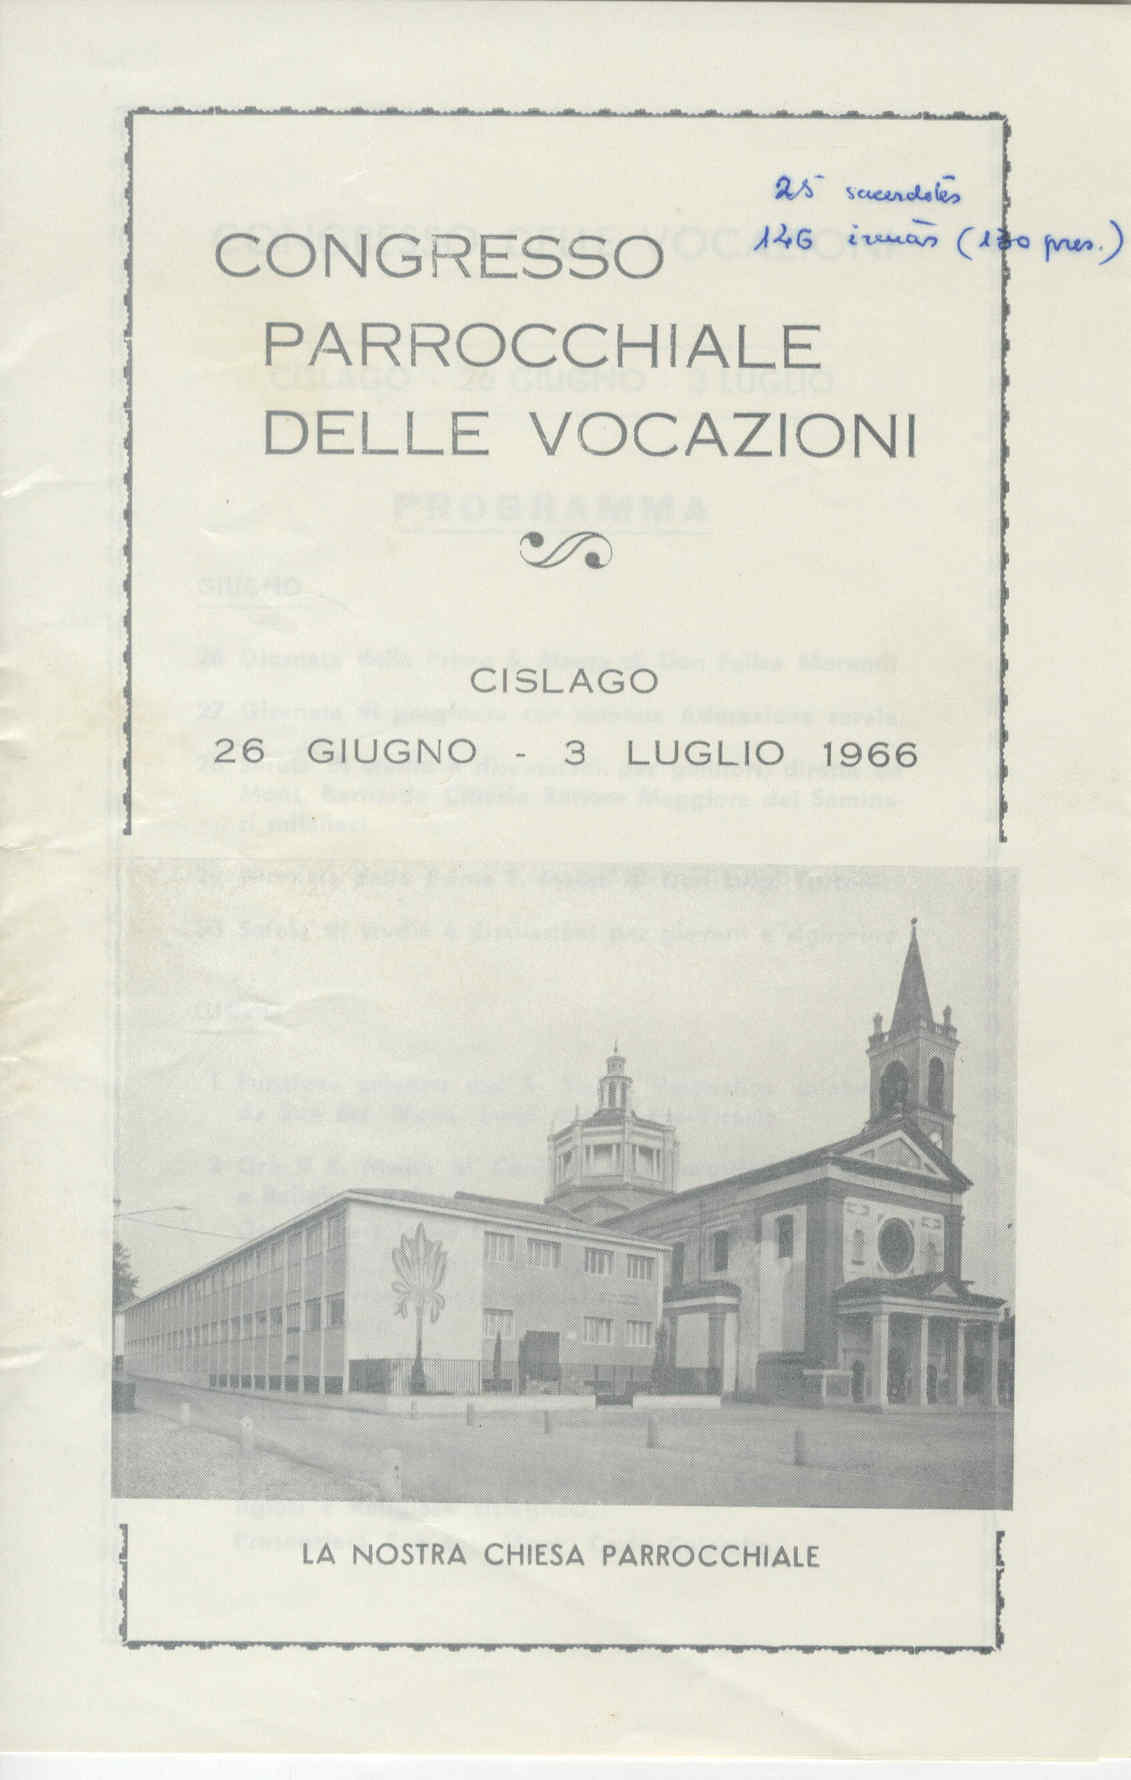 25 sacerdotes
146 irmãs (130 pres.)
CONGRESSO
PARROCCHIALE
DELLE VOCAZIONI
CISLAGO
26 GIUGNO - 3 LUGLIO 1966
LA NOSTRA CHIESA PARROCCHIALE